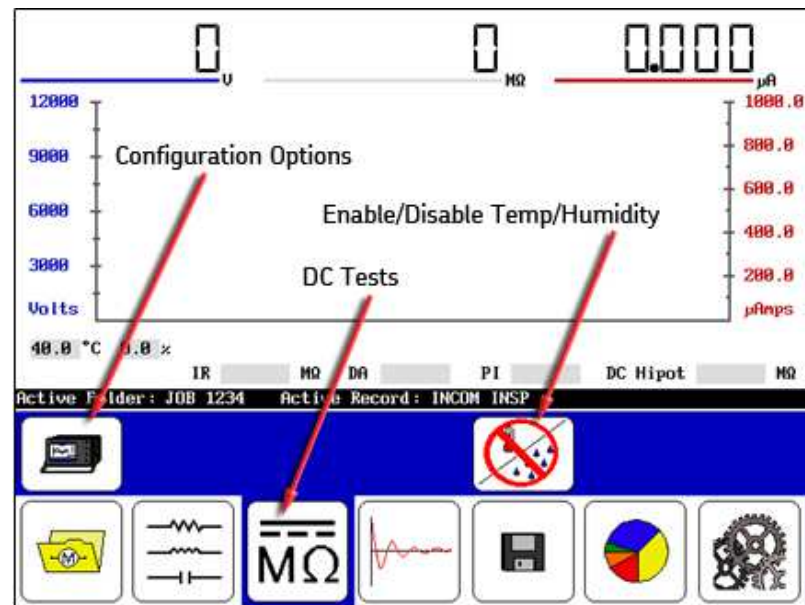 0 V 0 MΩ 0.000 µA
12000 1000.0
9000 800.0
Configuration Options
600.0
6000 Enable/Disable Temp/Humidity
400.0
3000 DC Tests 200.0
Volts µAmps
40.0 °C 0.0 %
IR MΩ DA PI DC Hipot MΩ
Active Folder: JOB 1234 Active Record: INCOM INSP
M
MΩ